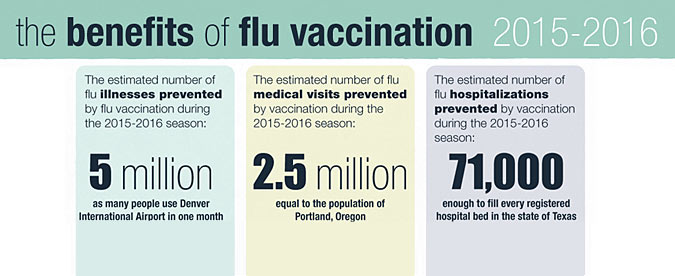 the benefits of flu vaccination 2015-2016
The estimated number of
flu illnesses prevented
by flu vaccination during
the 2015-2016 season:
5 million
as many people use Denver
International Airport in one month
The estimated number of flu
medical visits prevented
by vaccination during the
2015-2016 season:
2.5 million
equal to the population of
Portland, Oregon
The estimated number of
flu hospitalizations
prevented by vaccination
during the 2015-2016
season:
71,000
enough to fill every registered
hospital bed in the state of Texas